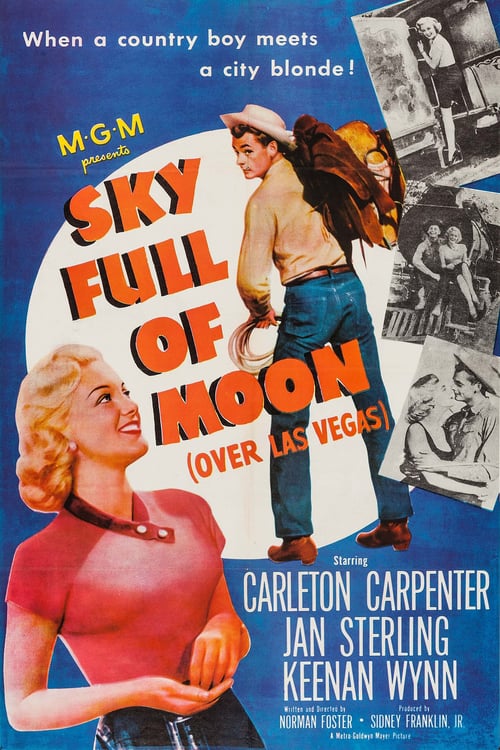 When a country boy meets
a city blonde!
M·G·M
presents
SKY
FULL
OF
MOON
(OVER LAS VEGAS)
Starring
CARLETON CARPENTER
JAN STERLING
KEENAN WYNN
Written and Directed by
NORMAN FOSTER •
Produced by
SIDNEY FRANKLIN, JR.
A Metro-Goldwyn-Mayer Picture